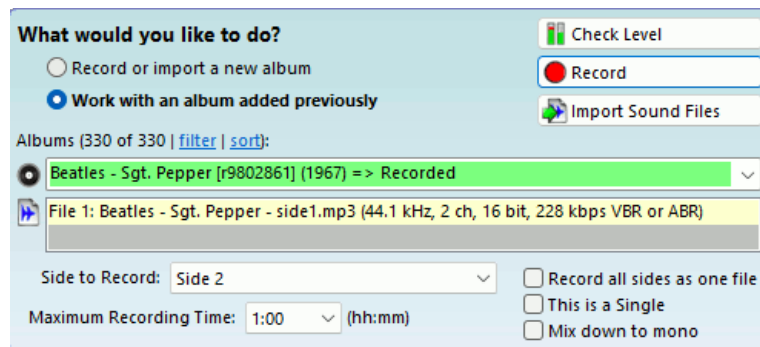 What would you like to do?
Check Level
Record or import a new album
Record
Work with an album added previously
Import Sound Files
Albums (330 of 330 | filter | sort):
Beatles - Sgt. Pepper [r9802861] (1967) => Recorded
File 1: Beatles - Sgt. Pepper - side1.mp3 (44.1 kHz, 2 ch, 16 bit, 228 kbps VBR or ABR)
Side to Record: Side 2
Record all sides as one file
This is a Single
Maximum Recording Time: 1:00 (hh:mm)
Mix down to mono